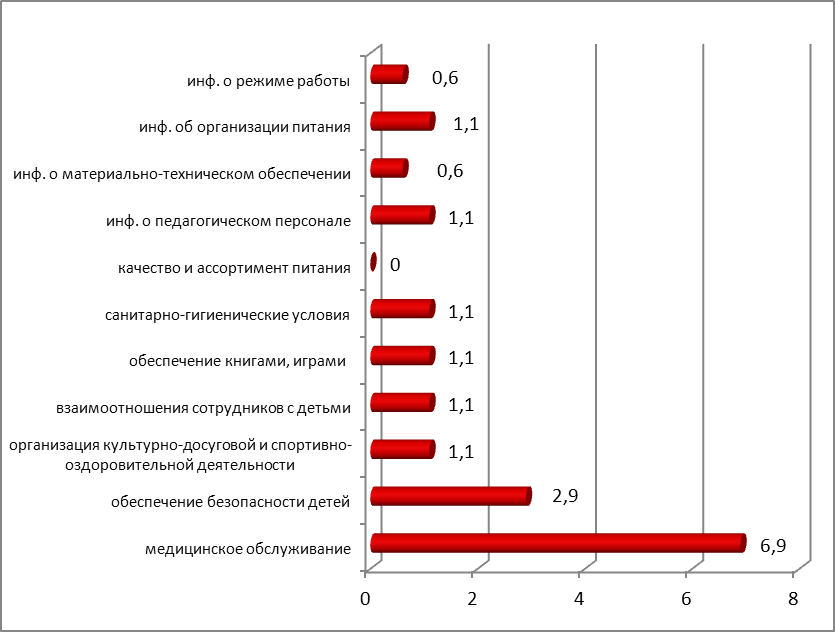 инф. о режиме работы 0,6
инф. об организации питания 1,1
инф. о материально-техническом обеспечении 0,6
инф. о педагогическом персонале 1,1
качество и ассортимент питания 0
санитарно-гигиенические условия 1,1
обеспечение книгами, играми 1,1
взаимоотношения сотрудников с детьми 1,1
организация культурно-досуговой и спортивно-
оздоровительной деятельности 1,1
обеспечение безопасности детей 2,9
медицинское обслуживание 6,9
0 2 4 6 8